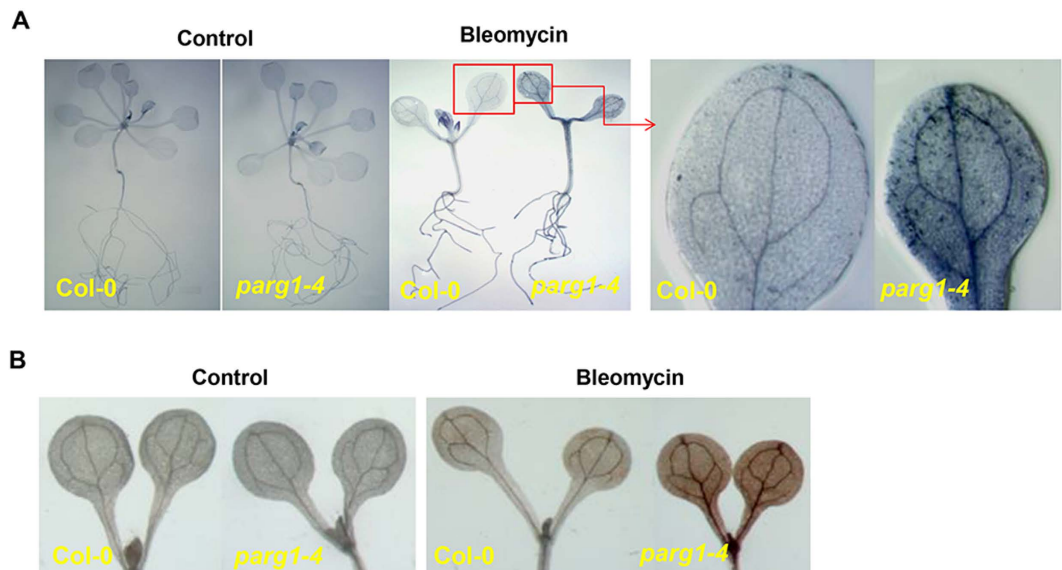 A
Control
Bleomycin
Col-0
parg1-4
Col-0
parg1-4
Col-0
parg1-4
B
Control
Bleomycin
Col-0
parg1-4
Col-0
parg1-4